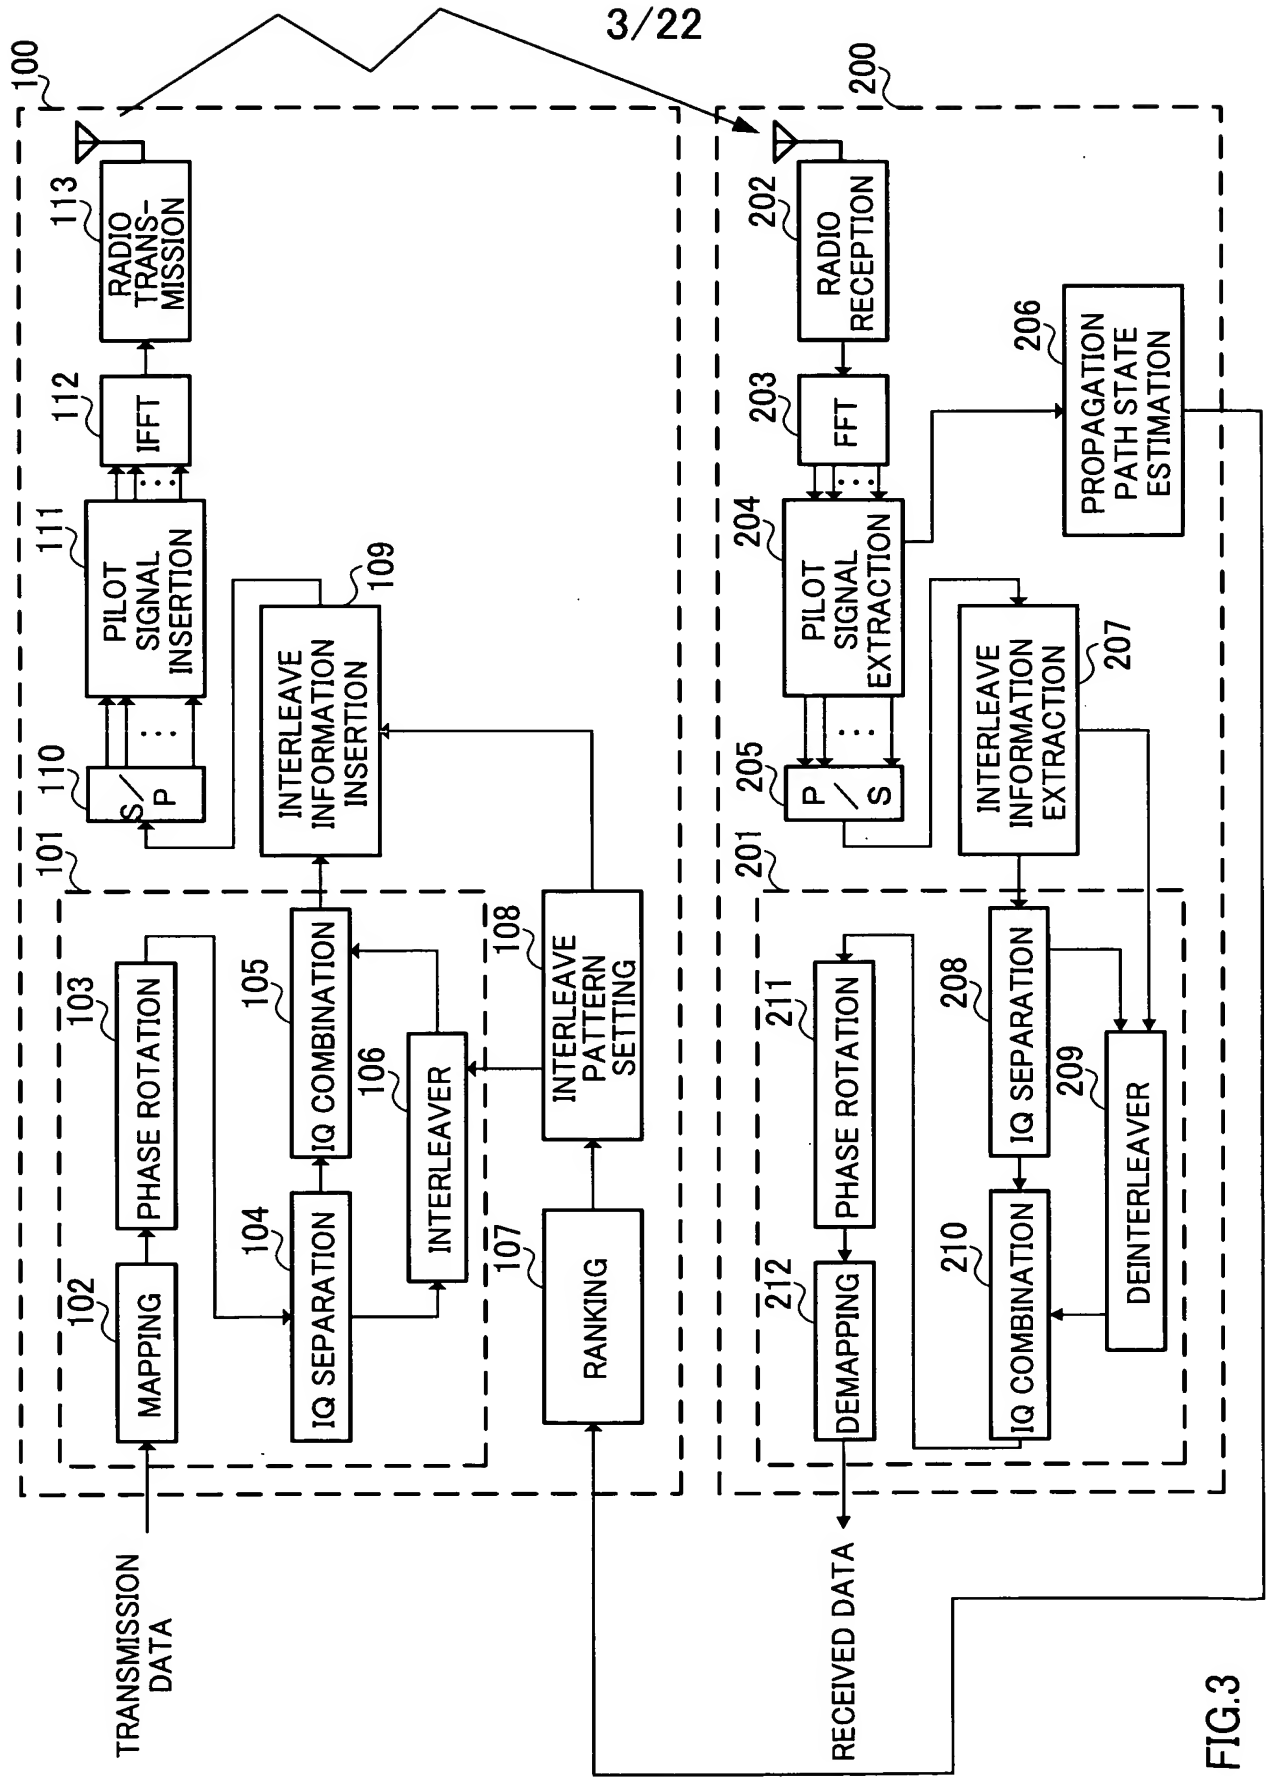 3/22
100
101
TRANSMISSION
DATA
102
MAPPING
103
PHASE ROTATION
104
IQ SEPARATION
105
IQ COMBINATION
106
INTERLEAVER
107
RANKING
108
INTERLEAVE
PATTERN
SETTING
109
INTERLEAVE
INFORMATION
INSERTION
110
S/P
111
PILOT
SIGNAL
INSERTION
112
IFFT
113
RADIO
TRANS-
MISSION
200
201
202
RADIO
RECEPTION
203
FFT
204
PILOT
SIGNAL
EXTRACTION
205
P/S
206
PROPAGATION
PATH STATE
ESTIMATION
207
INTERLEAVE
INFORMATION
EXTRACTION
208
IQ SEPARATION
209
DEINTERLEAVER
210
IQ COMBINATION
211
PHASE ROTATION
212
DEMAPPING
RECEIVED DATA
FIG.3